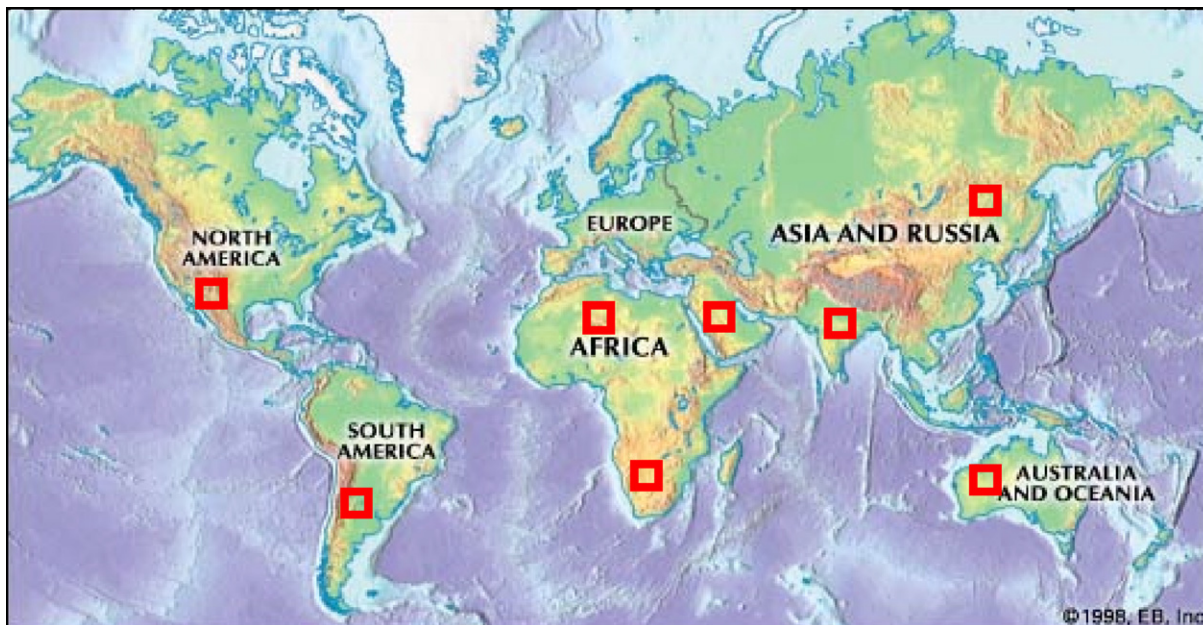 NORTH
AMERICA
EUROPE
ASIA AND RUSSIA
AFRICA
SOUTH
AMERICA
AUSTRALIA
AND OCEANIA
©1998, EB, Inc